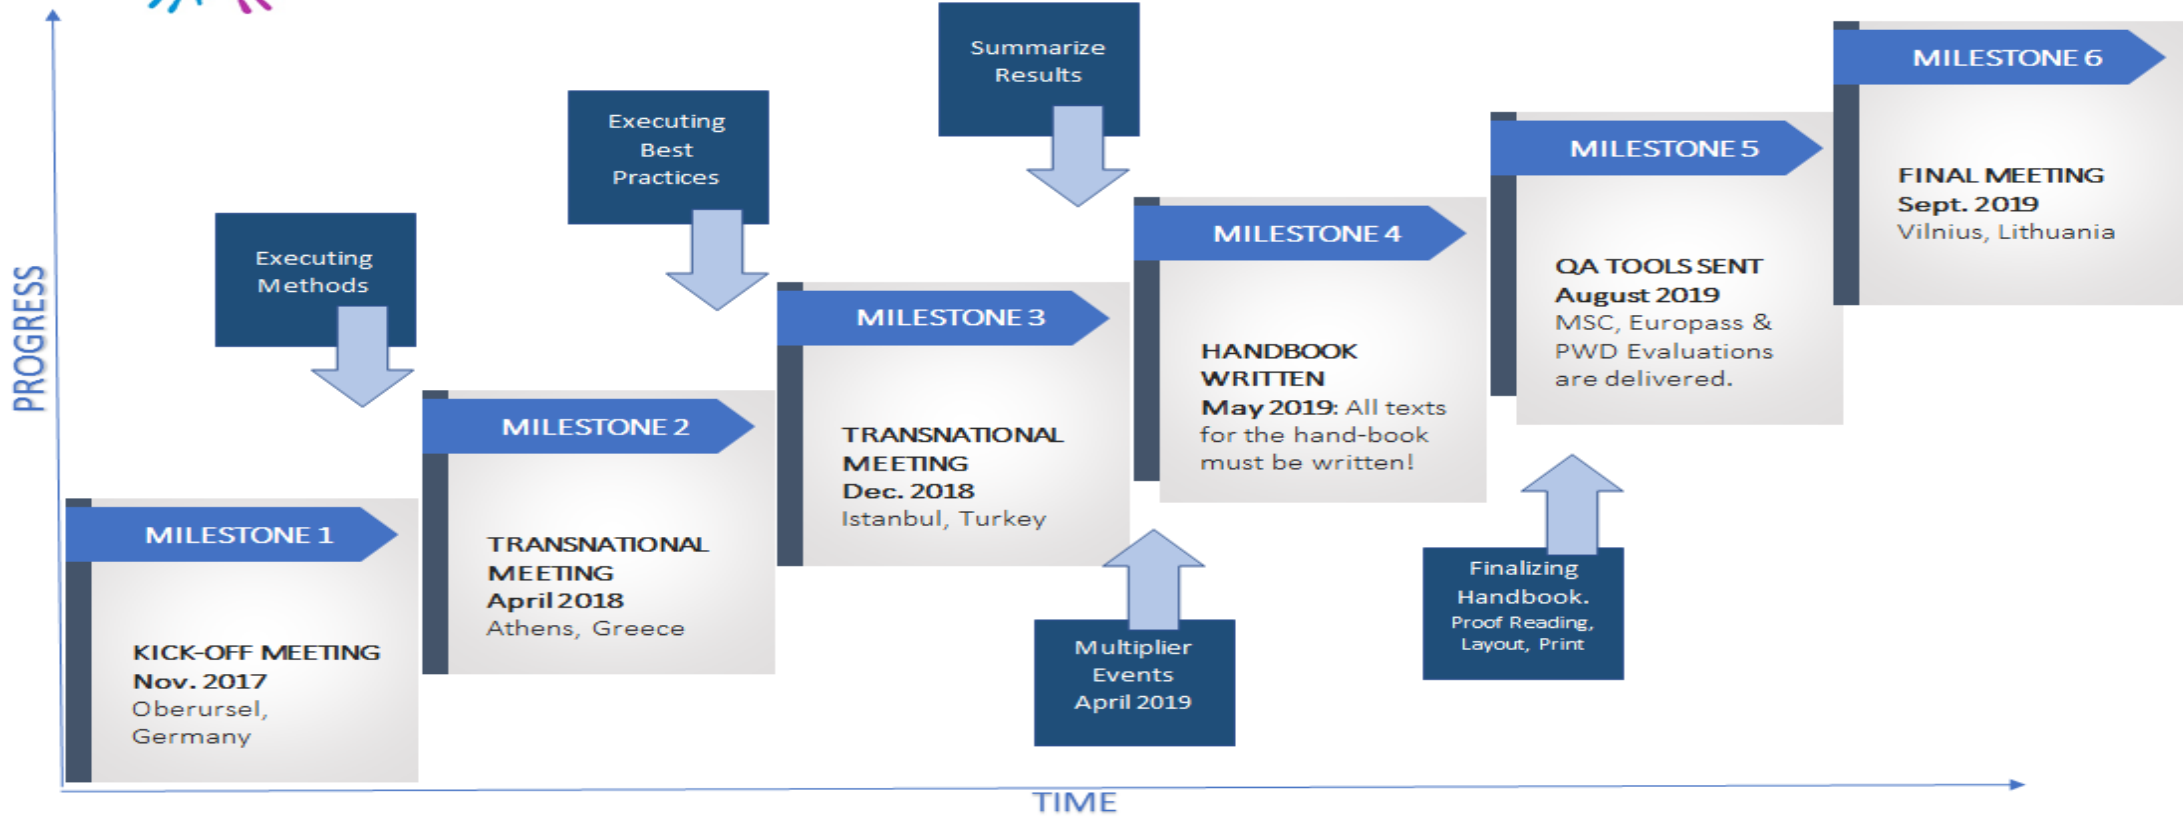 PROGRESS
MILESTONE 1
KICK-OFF MEETING
Nov. 2017
Oberursel,
Germany
Executing
Methods
MILESTONE 2
TRANSNATIONAL
MEETING
April 2018
Athens, Greece
Executing
Best
Practices
MILESTONE 3
TRANSNATIONAL
MEETING
Dec. 2018
Istanbul, Turkey
Summarize
Results
Multiplier
Events
April 2019
MILESTONE 4
HANDBOOK
WRITTEN
May 2019: All texts
for the hand-book
must be written!
Finalizing
Handbook.
Proof Reading,
Layout, Print
MILESTONE 5
QA TOOLS SENT
August 2019
MSC, Europass &
PWD Evaluations
are delivered.
MILESTONE 6
FINAL MEETING
Sept. 2019
Vilnius, Lithuania
TIME